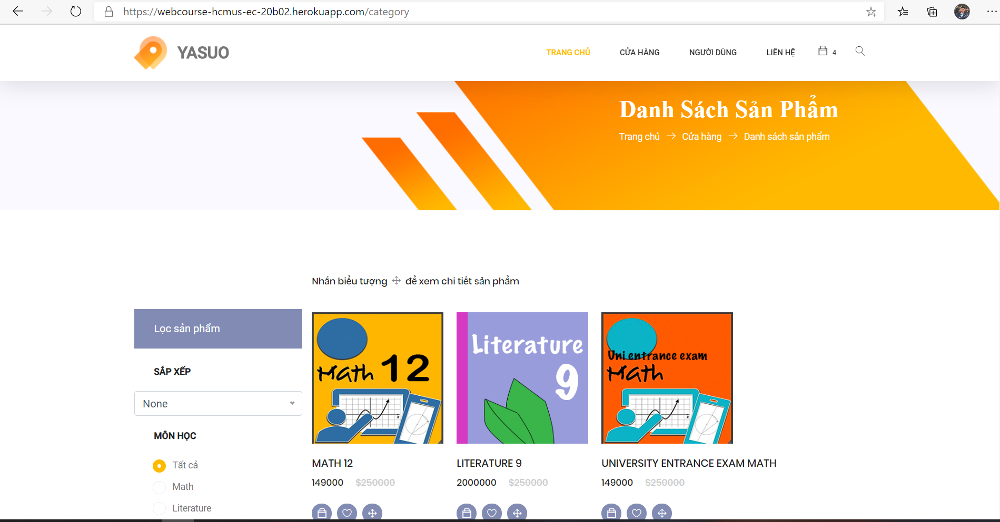 https://webcourse-hcmus-ec-20b02.herokuapp.com/category
YASUO
TRANG CHỦ CỬA HÀNG NGƯỜI DÙNG LIÊN HỆ 4
Danh Sách Sản Phẩm
Trang chủ → Cửa hàng → Danh sách sản phẩm
Nhấn biểu tượng để xem chi tiết sản phẩm
Lọc sản phẩm
SẮP XẾP
None
MÔN HỌC
Tất cả
Math
Literature
Math 12
Literature
9
Uni entrance exam
Math
MATH 12
149000 $250000
LITERATURE 9
2000000 $250000
UNIVERSITY ENTRANCE EXAM MATH
149000 $250000